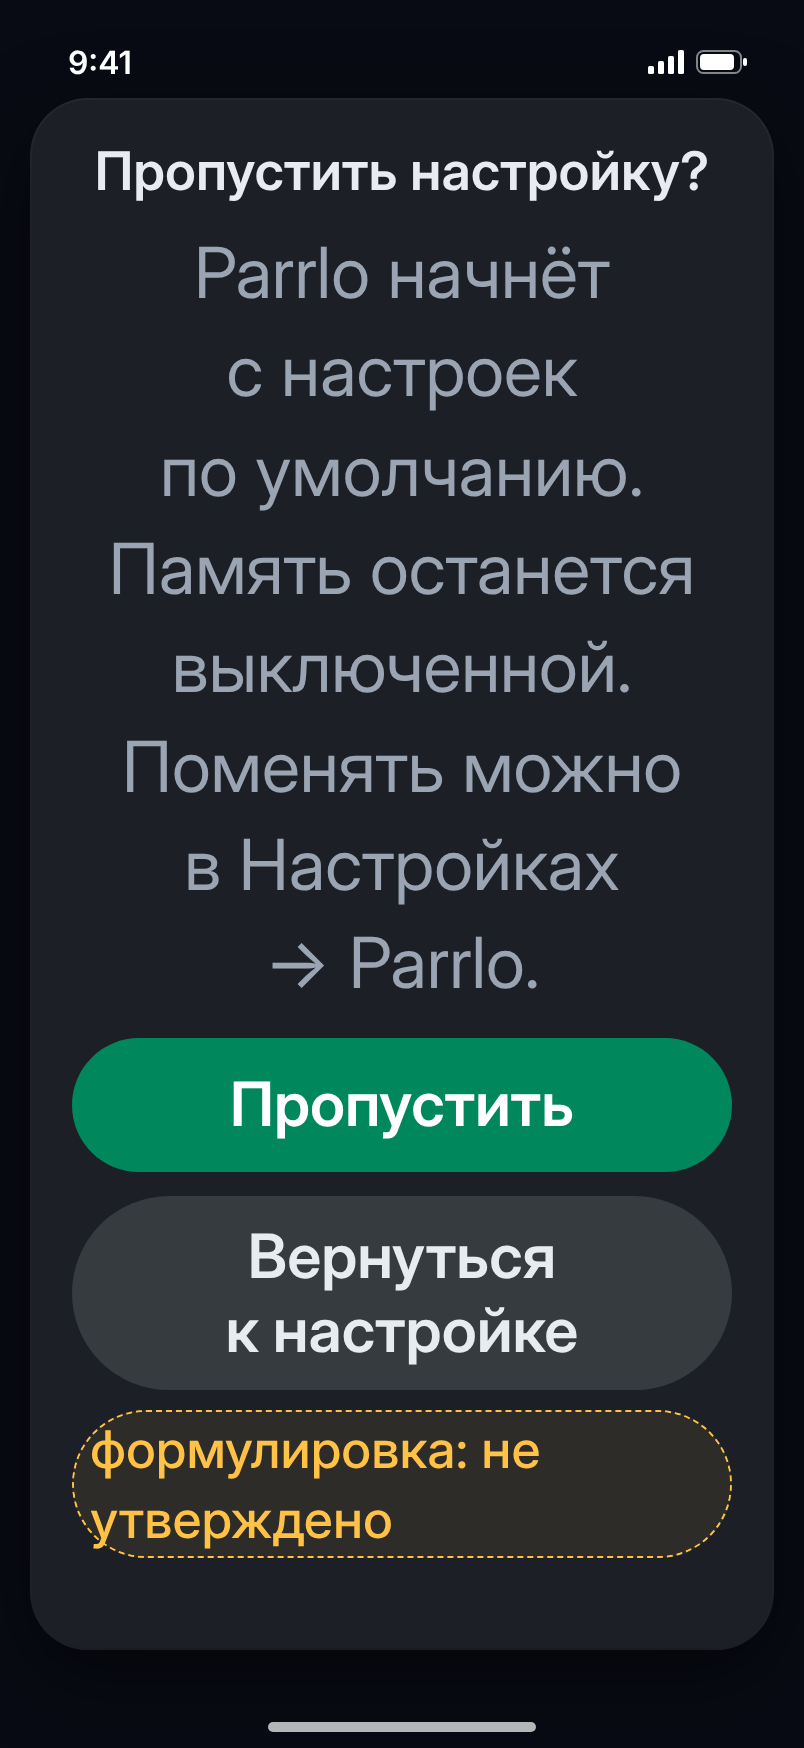 9:41
Пропустить настройку?
Parrlo начнёт
с настроек
по умолчанию.
Память останется
выключенной.
Поменять можно
в Настройках
→ Parrlo.
Пропустить
Вернуться
к настройке
формулировка: не
утверждено